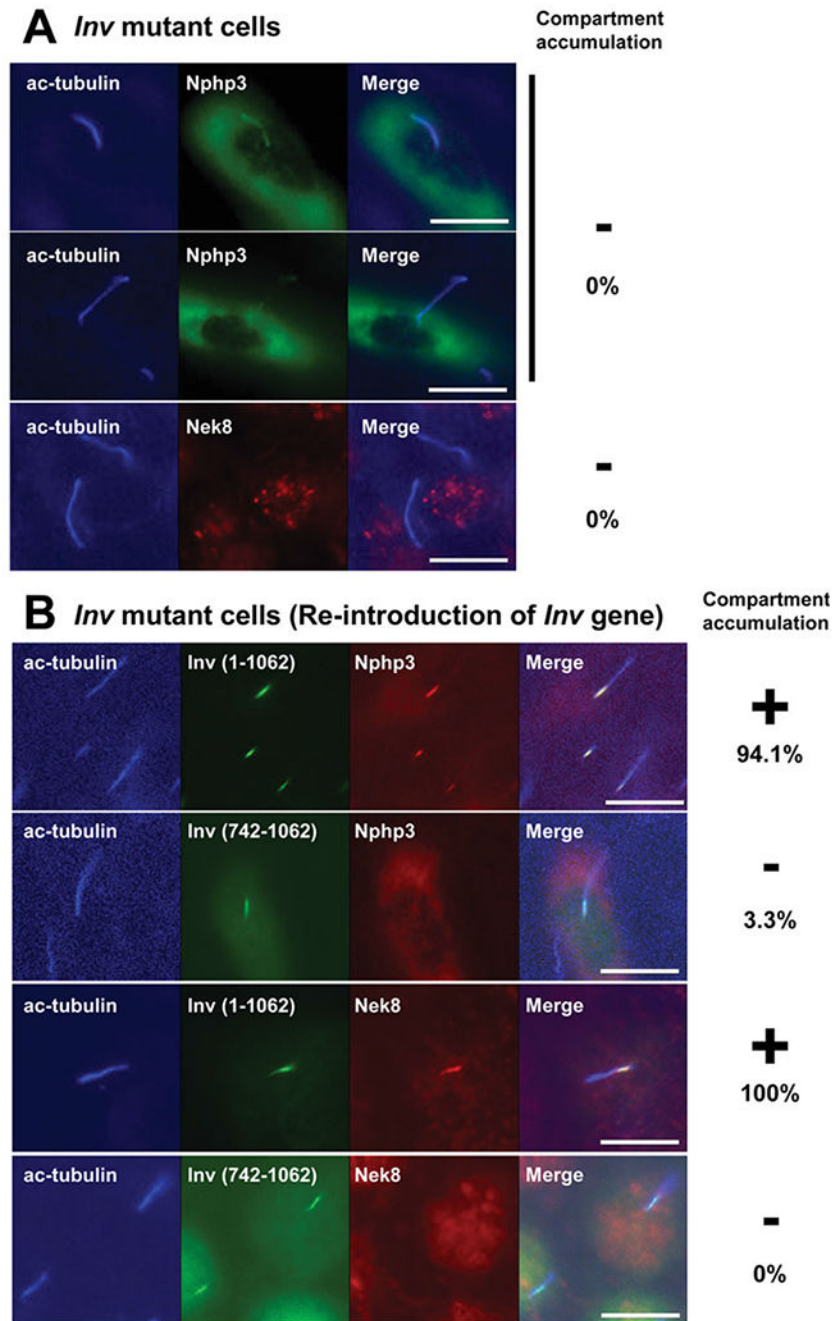 A Inv mutant cells
Compartment
accumulation
ac-tubulin Nphp3 Merge
-
0%
ac-tubulin Nphp3 Merge
ac-tubulin Nek8 Merge
-
0%
B Inv mutant cells (Re-introduction of Inv gene)
Compartment
accumulation
ac-tubulin Inv (1-1062) Nphp3 Merge
+
94.1%
ac-tubulin Inv (742-1062) Nphp3 Merge
-
3.3%
ac-tubulin Inv (1-1062) Nek8 Merge
+
100%
ac-tubulin Inv (742-1062) Nek8 Merge
-
0%